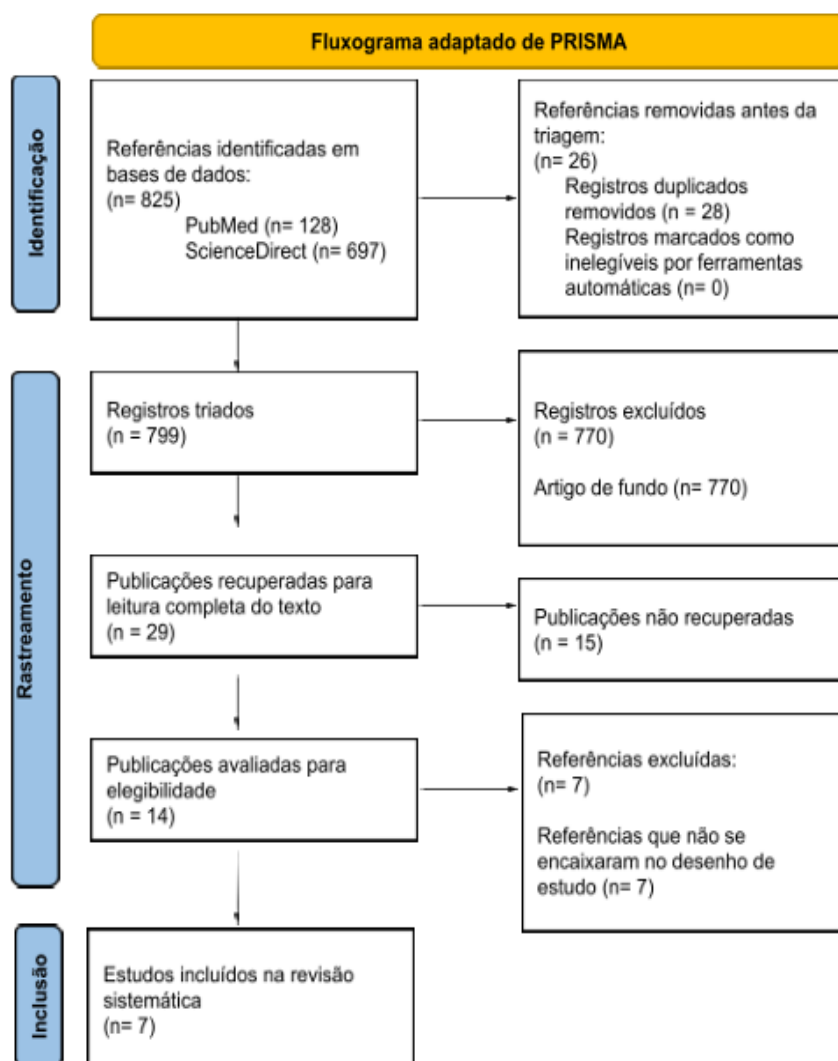 Fluxograma adaptado de PRISMA
Identificação
Referências identificadas em
bases de dados:
(n= 825)
PubMed (n= 128)
ScienceDirect (n= 697)
Referências removidas antes da
triagem:
(n= 26)
Registros duplicados
removidos (n = 28)
Registros marcados como
inelegíveis por ferramentas
automáticas (n= 0)
Rastreamento
Registros triados
(n = 799)
Registros excluídos
(n = 770)
Artigo de fundo (n= 770)
Publicações recuperadas para
leitura completa do texto
(n = 29)
Publicações não recuperadas
(n = 15)
Publicações avaliadas para
elegibilidade
(n = 14)
Referências excluídas:
(n= 7)
Referências que não se
encaixaram no desenho de
estudo (n= 7)
Inclusão
Estudos incluídos na revisão
sistemática
(n= 7)